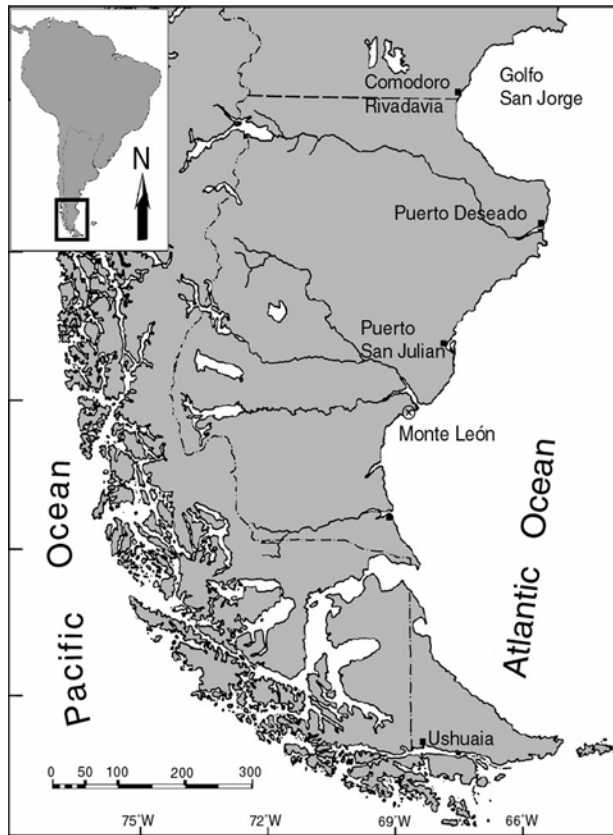 N
Comodoro
Rivadavia
Golfo
San Jorge
Puerto Deseado
Puerto
San Julian
Monte León
Pacific Ocean
Atlantic Ocean
Ushuaia
0 50 100 200 300
75°W 72°W 69°W 66°W